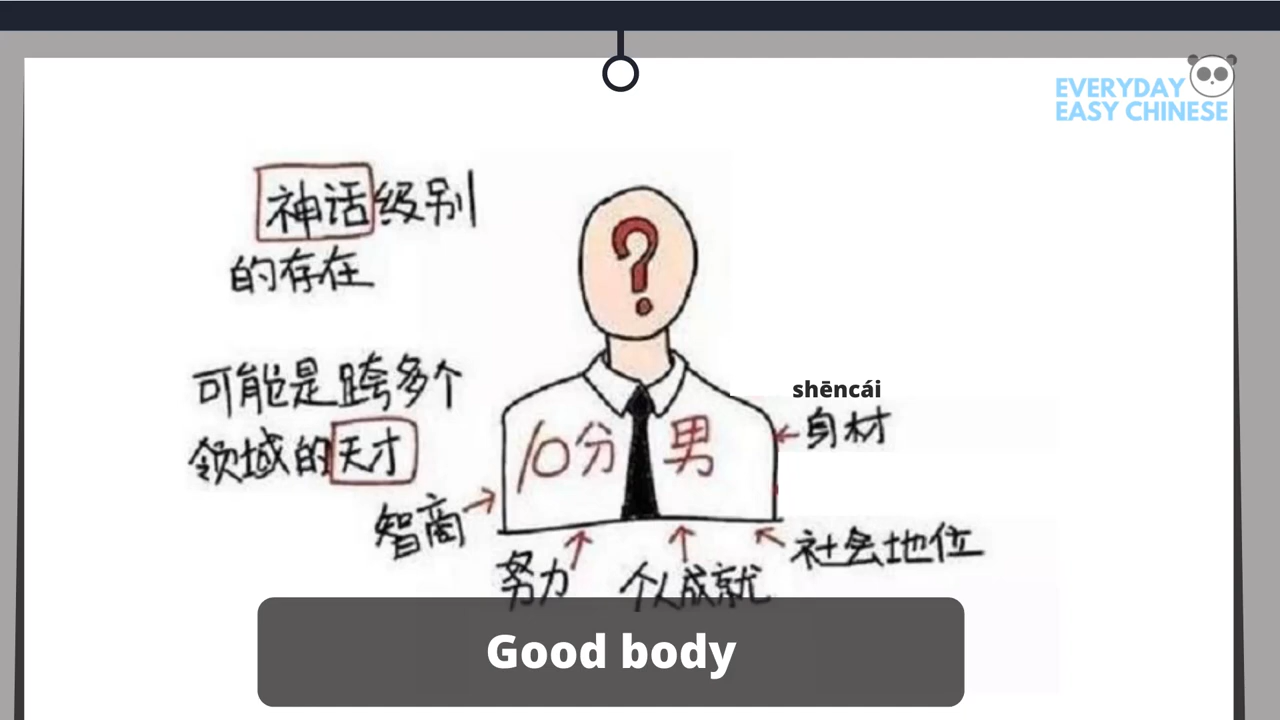 EVERYDAY
EASY CHINESE
神话级别
的存在
?
shēncái
可能是跨多个
身材
领域的天才
10分 男
智商
社会地位
努力
个人成就
Good body